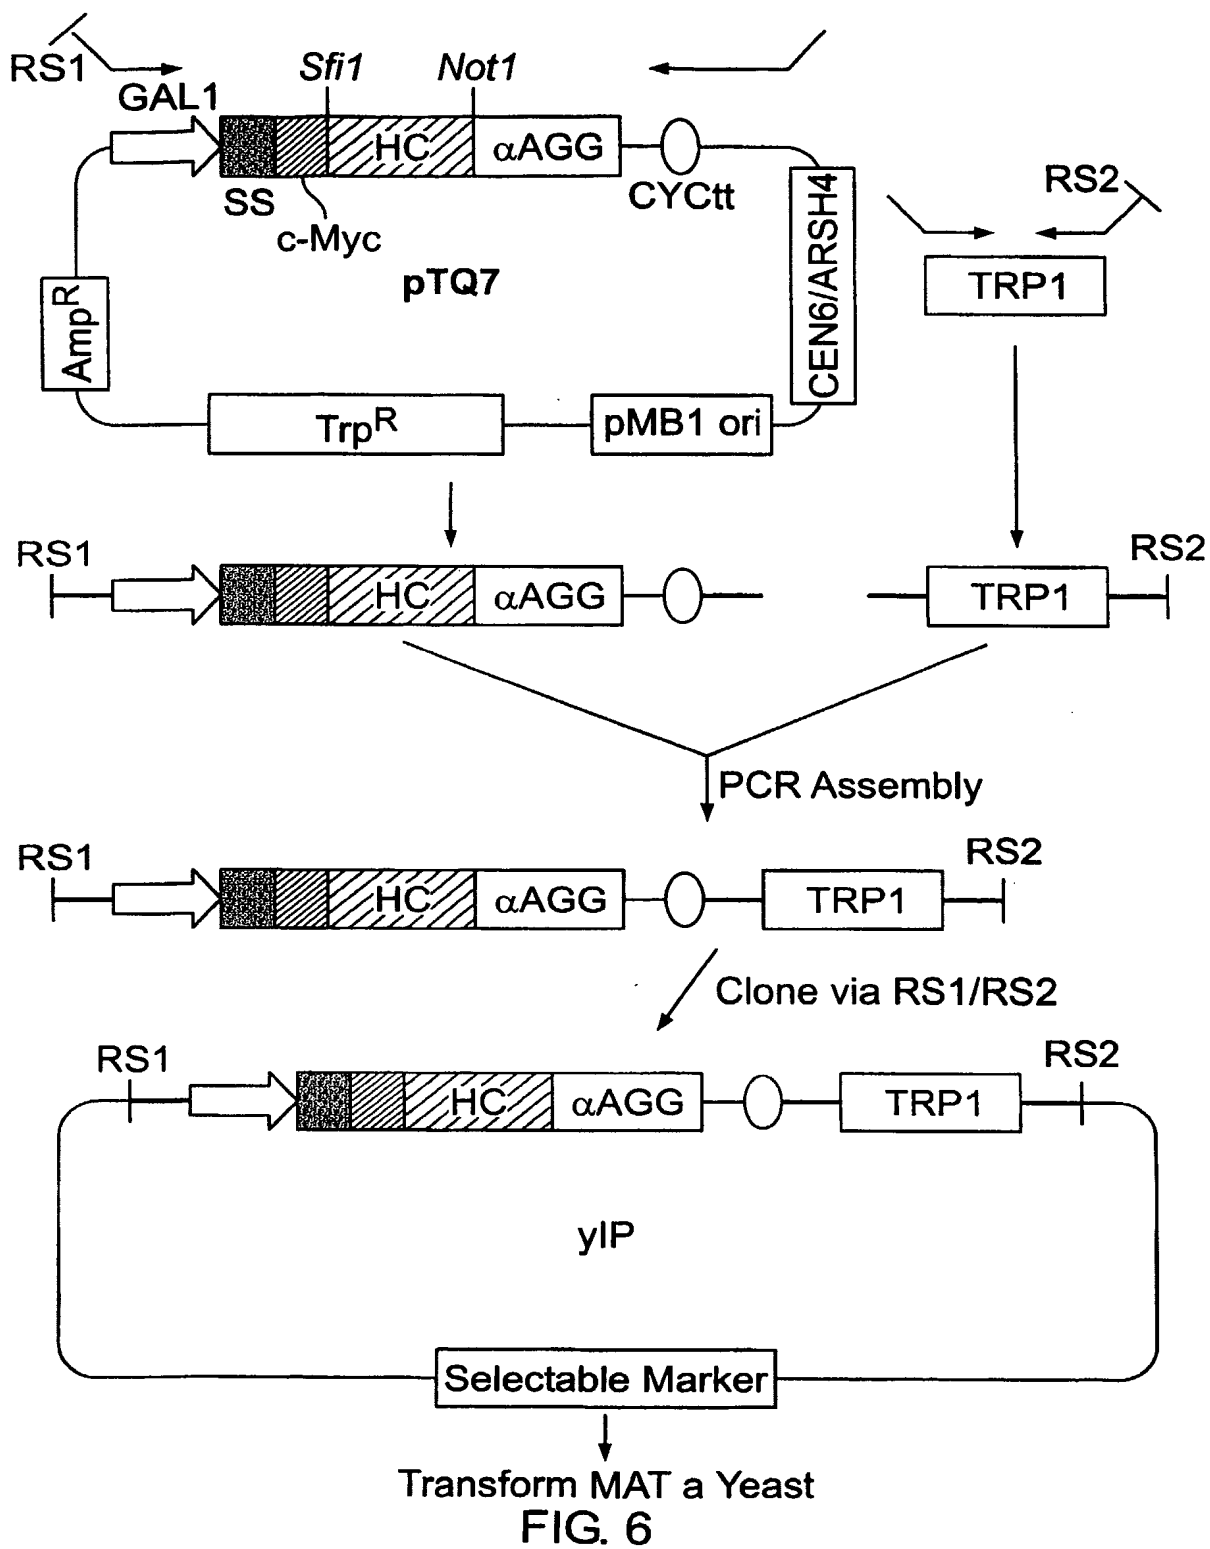 RS1
Sfi1
Not1
GAL1
HC
αAGG
SS
c-Myc
CYCtt
RS2
CEN6/ARSH4
TRP1
pTQ7
AmpR
TrpR
pMB1 ori
RS1
HC
αAGG
TRP1
RS2
PCR Assembly
RS1
HC
αAGG
TRP1
RS2
Clone via RS1/RS2
RS1
HC
αAGG
TRP1
RS2
yIP
Selectable Marker
Transform MAT a Yeast
FIG. 6